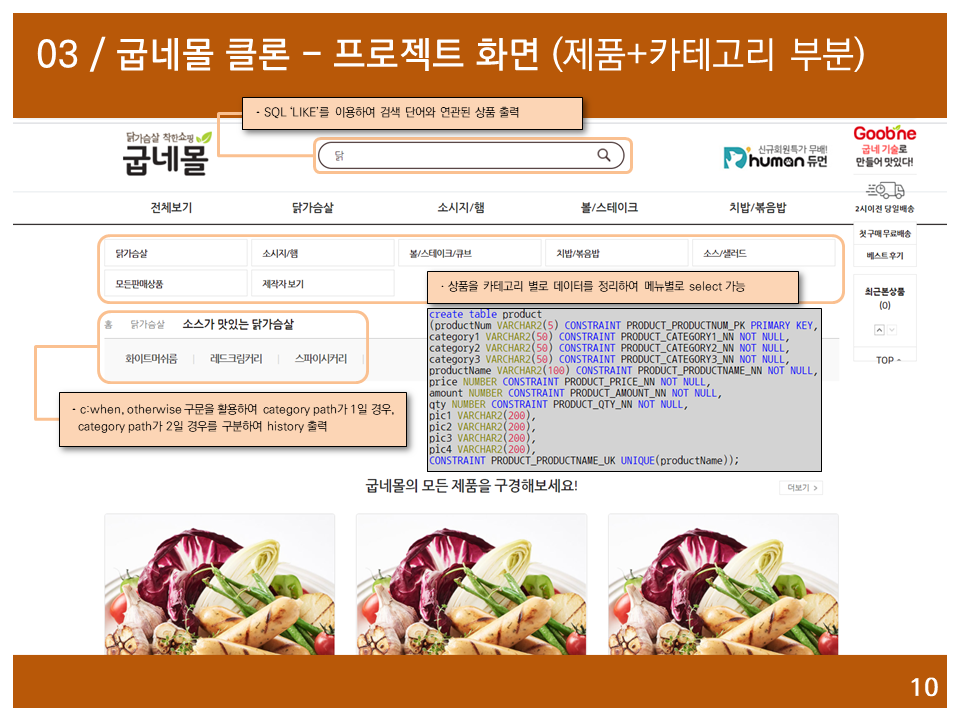 03 / 굽네몰 클론 – 프로젝트 화면 (제품+카테고리 부분)
- SQL ‘LIKE’를 이용하여 검색 단어와 연관된 상품 출력
닭가슴살 착한쇼핑
굽네몰
닭
신규회원특가 무배!
human 듀먼
Goobne
굽네 기술로
만들어 맛있다!
2시이전 당일배송
첫 구매 무료배송
베스트 후기
최근본상품
(0)
TOP
전체보기 닭가슴살 소시지/햄 볼/스테이크 치밥/볶음밥
닭가슴살 소시지/햄 볼/스테이크/큐브 치밥/볶음밥 소스/샐러드
모든판매상품 제작자 보기
- 상품을 카테고리 별로 데이터를 정리하여 메뉴별로 select 가능
홈 닭가슴살 소스가 맛있는 닭가슴살
화이트머쉬룸 레드크림커리 스파이시커리
- c:when, otherwise 구문을 활용하여 category path가 1일 경우,
category path가 2일 경우를 구분하여 history 출력
create table product
(productNum VARCHAR2(5) CONSTRAINT PRODUCT_PRODUCTNUM_PK PRIMARY KEY,
category1 VARCHAR2(50) CONSTRAINT PRODUCT_CATEGORY1_NN NOT NULL,
category2 VARCHAR2(50) CONSTRAINT PRODUCT_CATEGORY2_NN NOT NULL,
category3 VARCHAR2(50) CONSTRAINT PRODUCT_CATEGORY3_NN NOT NULL,
productName VARCHAR2(100) CONSTRAINT PRODUCT_PRODUCTNAME_NN NOT NULL,
price NUMBER CONSTRAINT PRODUCT_PRICE_NN NOT NULL,
amount NUMBER CONSTRAINT PRODUCT_AMOUNT_NN NOT NULL,
qty NUMBER CONSTRAINT PRODUCT_QTY_NN NOT NULL,
pic1 VARCHAR2(200),
pic2 VARCHAR2(200),
pic3 VARCHAR2(200),
pic4 VARCHAR2(200),
CONSTRAINT PRODUCT_PRODUCTNAME_UK UNIQUE(productName));
굽네몰의 모든 제품을 구경해보세요!
더보기 >
10